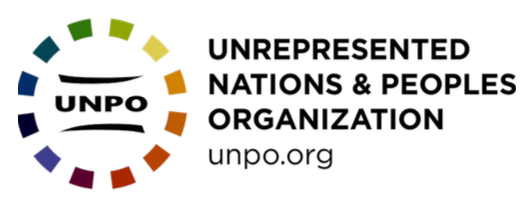 UNPO
UNREPRESENTED
NATIONS & PEOPLES
ORGANIZATION
unpo.org